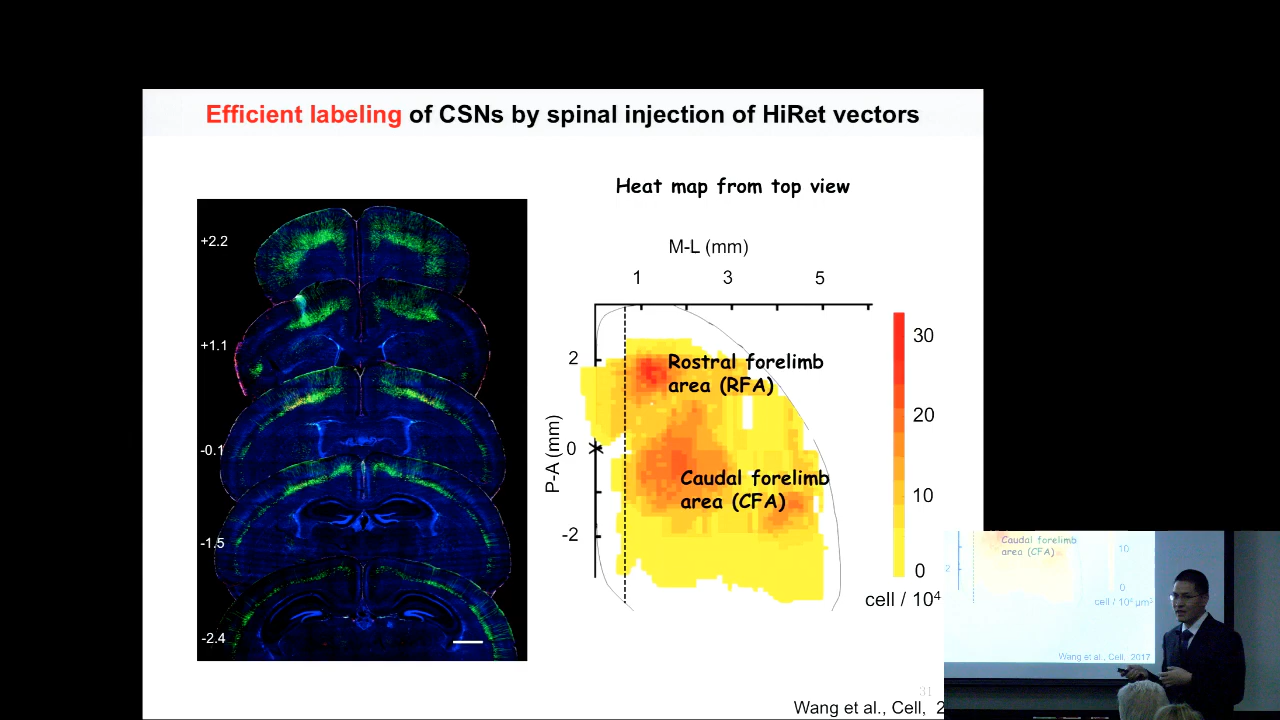 Efficient labeling of CSNs by spinal injection of HiRet vectors
Heat map from top view
M-L (mm)
1 3 5
+2.2
+1.1
-0.1
-1.5
-2.4
P-A (mm)
2
0
-2
Rostral forelimb
area (RFA)
Caudal forelimb
area (CFA)
30
20
10
0
cell / 10⁴
31
Wang et al., Cell, 2
Caudal forelimb
area (CFA)
10
2
0
cell / 10⁴ µm³
Wang et al., Cell, 2017